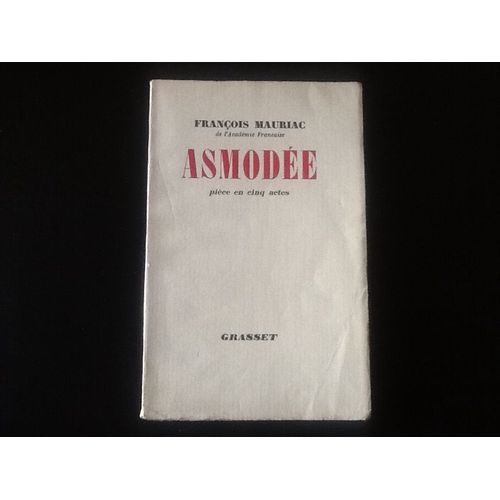 FRANÇOIS MAURIAC
de l'Académie Française
ASMODÉE
pièce en cinq actes
GRASSET